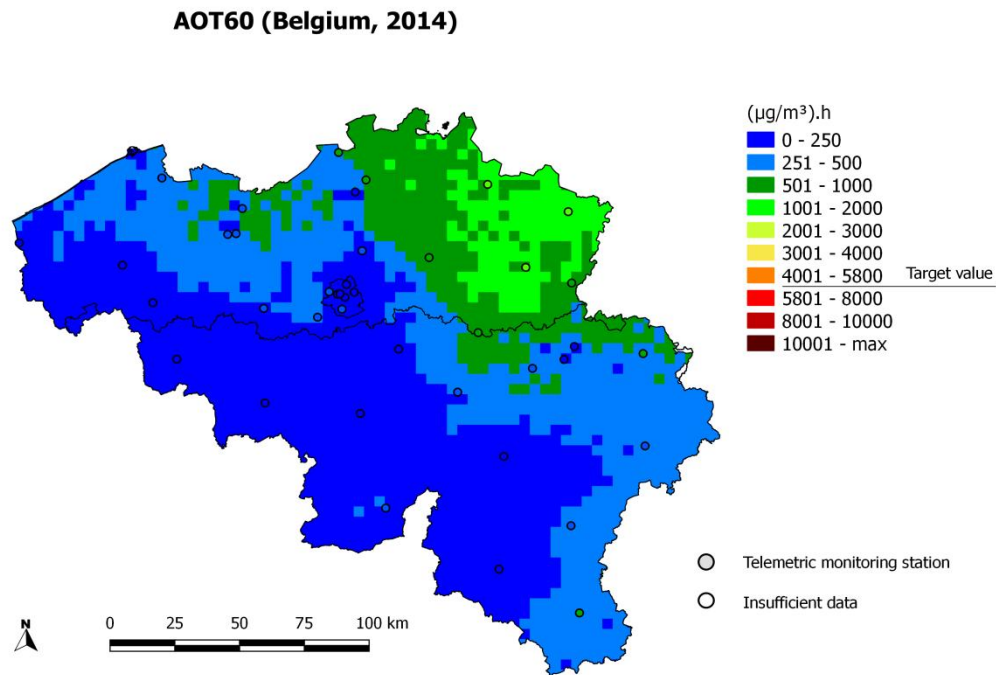 AOT60 (Belgium, 2014)
(µg/m³).h
0 - 250
251 - 500
501 - 1000
1001 - 2000
2001 - 3000
3001 - 4000
4001 - 5800
Target value
5801 - 8000
8001 - 10000
10001 - max
Telemetric monitoring station
Insufficient data
N
0 25 50 75 100 km